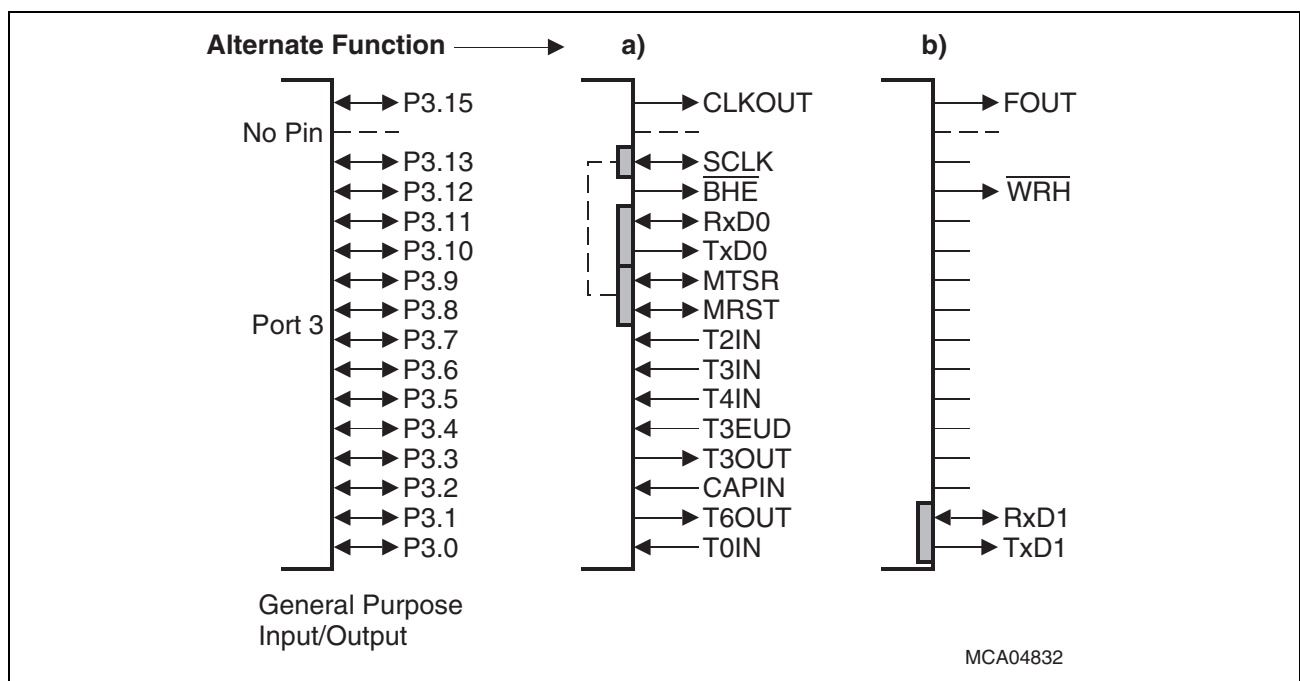 Alternate Function a) b)
P3.15 CLKOUT FOUT
No Pin
P3.13 SCLK
P3.12 BHE WRH
P3.11 RxD0
P3.10 TxD0
P3.9 MTSR
P3.8 MRST
Port 3
P3.7 T2IN
P3.6 T3IN
P3.5 T4IN
P3.4 T3EUD
P3.3 T3OUT
P3.2 CAPIN
P3.1 T6OUT RxD1
P3.0 T0IN TxD1
General Purpose
Input/Output
MCA04832